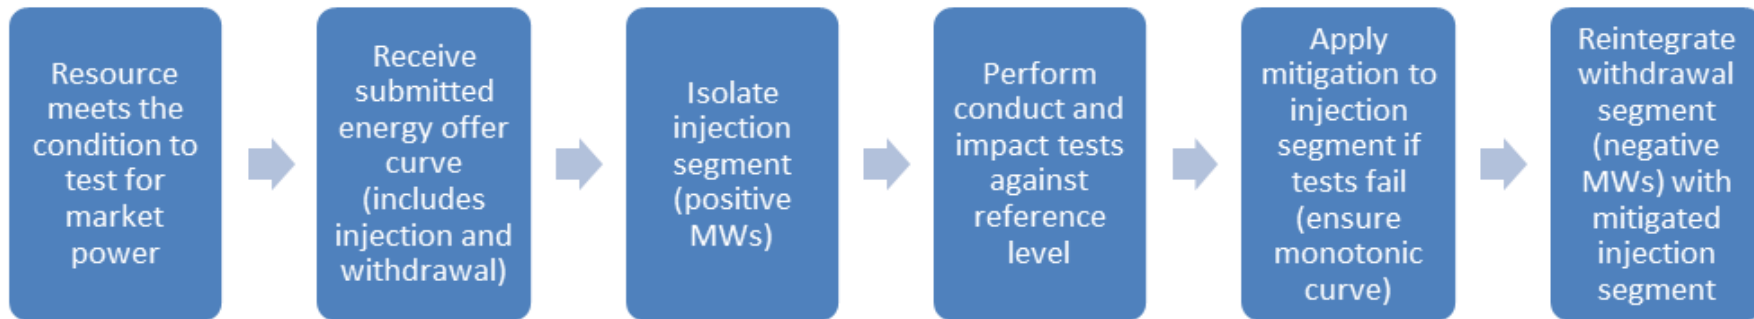 Resource
meets the
condition to
test for
market
power
Receive
submitted
energy offer
curve
(includes
injection and
withdrawal)
Isolate
injection
segment
(positive
MWs)
Perform
conduct and
impact tests
against
reference
level
Apply
mitigation to
injection
segment if
tests fail
(ensure
monotonic
curve)
Reintegrate
withdrawal
segment
(negative
MWs) with
mitigated
injection
segment